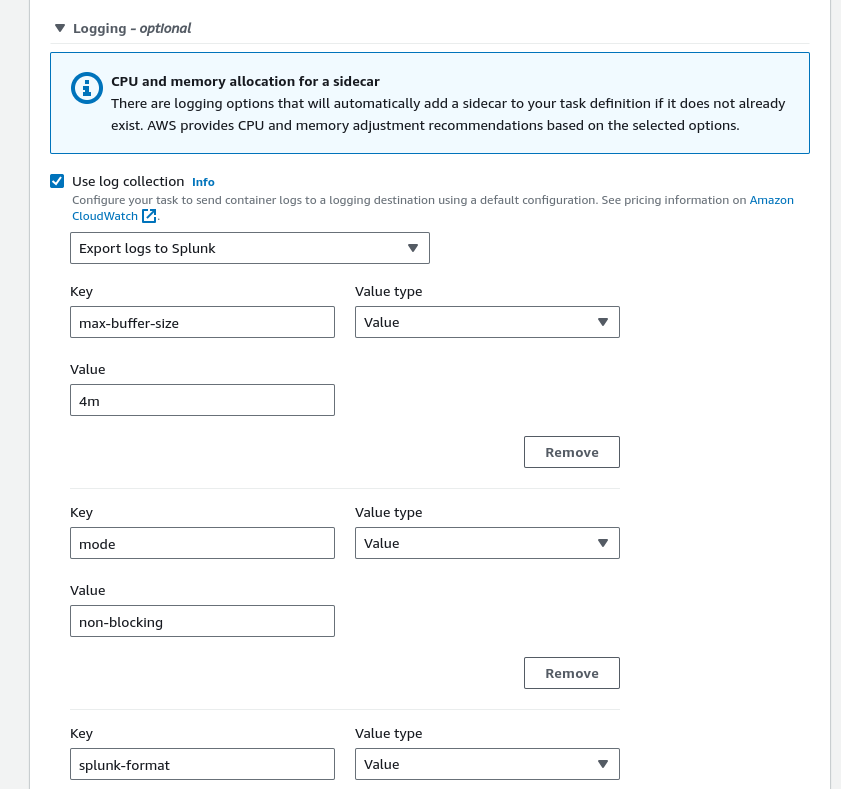 Logging - optional
CPU and memory allocation for a sidecar
There are logging options that will automatically add a sidecar to your task definition if it does not already
exist. AWS provides CPU and memory adjustment recommendations based on the selected options.
Use log collection Info
Configure your task to send container logs to a logging destination using a default configuration. See pricing information on Amazon
CloudWatch .
Export logs to Splunk
Key Value type
max-buffer-size Value
Value
4m
Remove
Key Value type
mode Value
Value
non-blocking
Remove
Key Value type
splunk-format Value